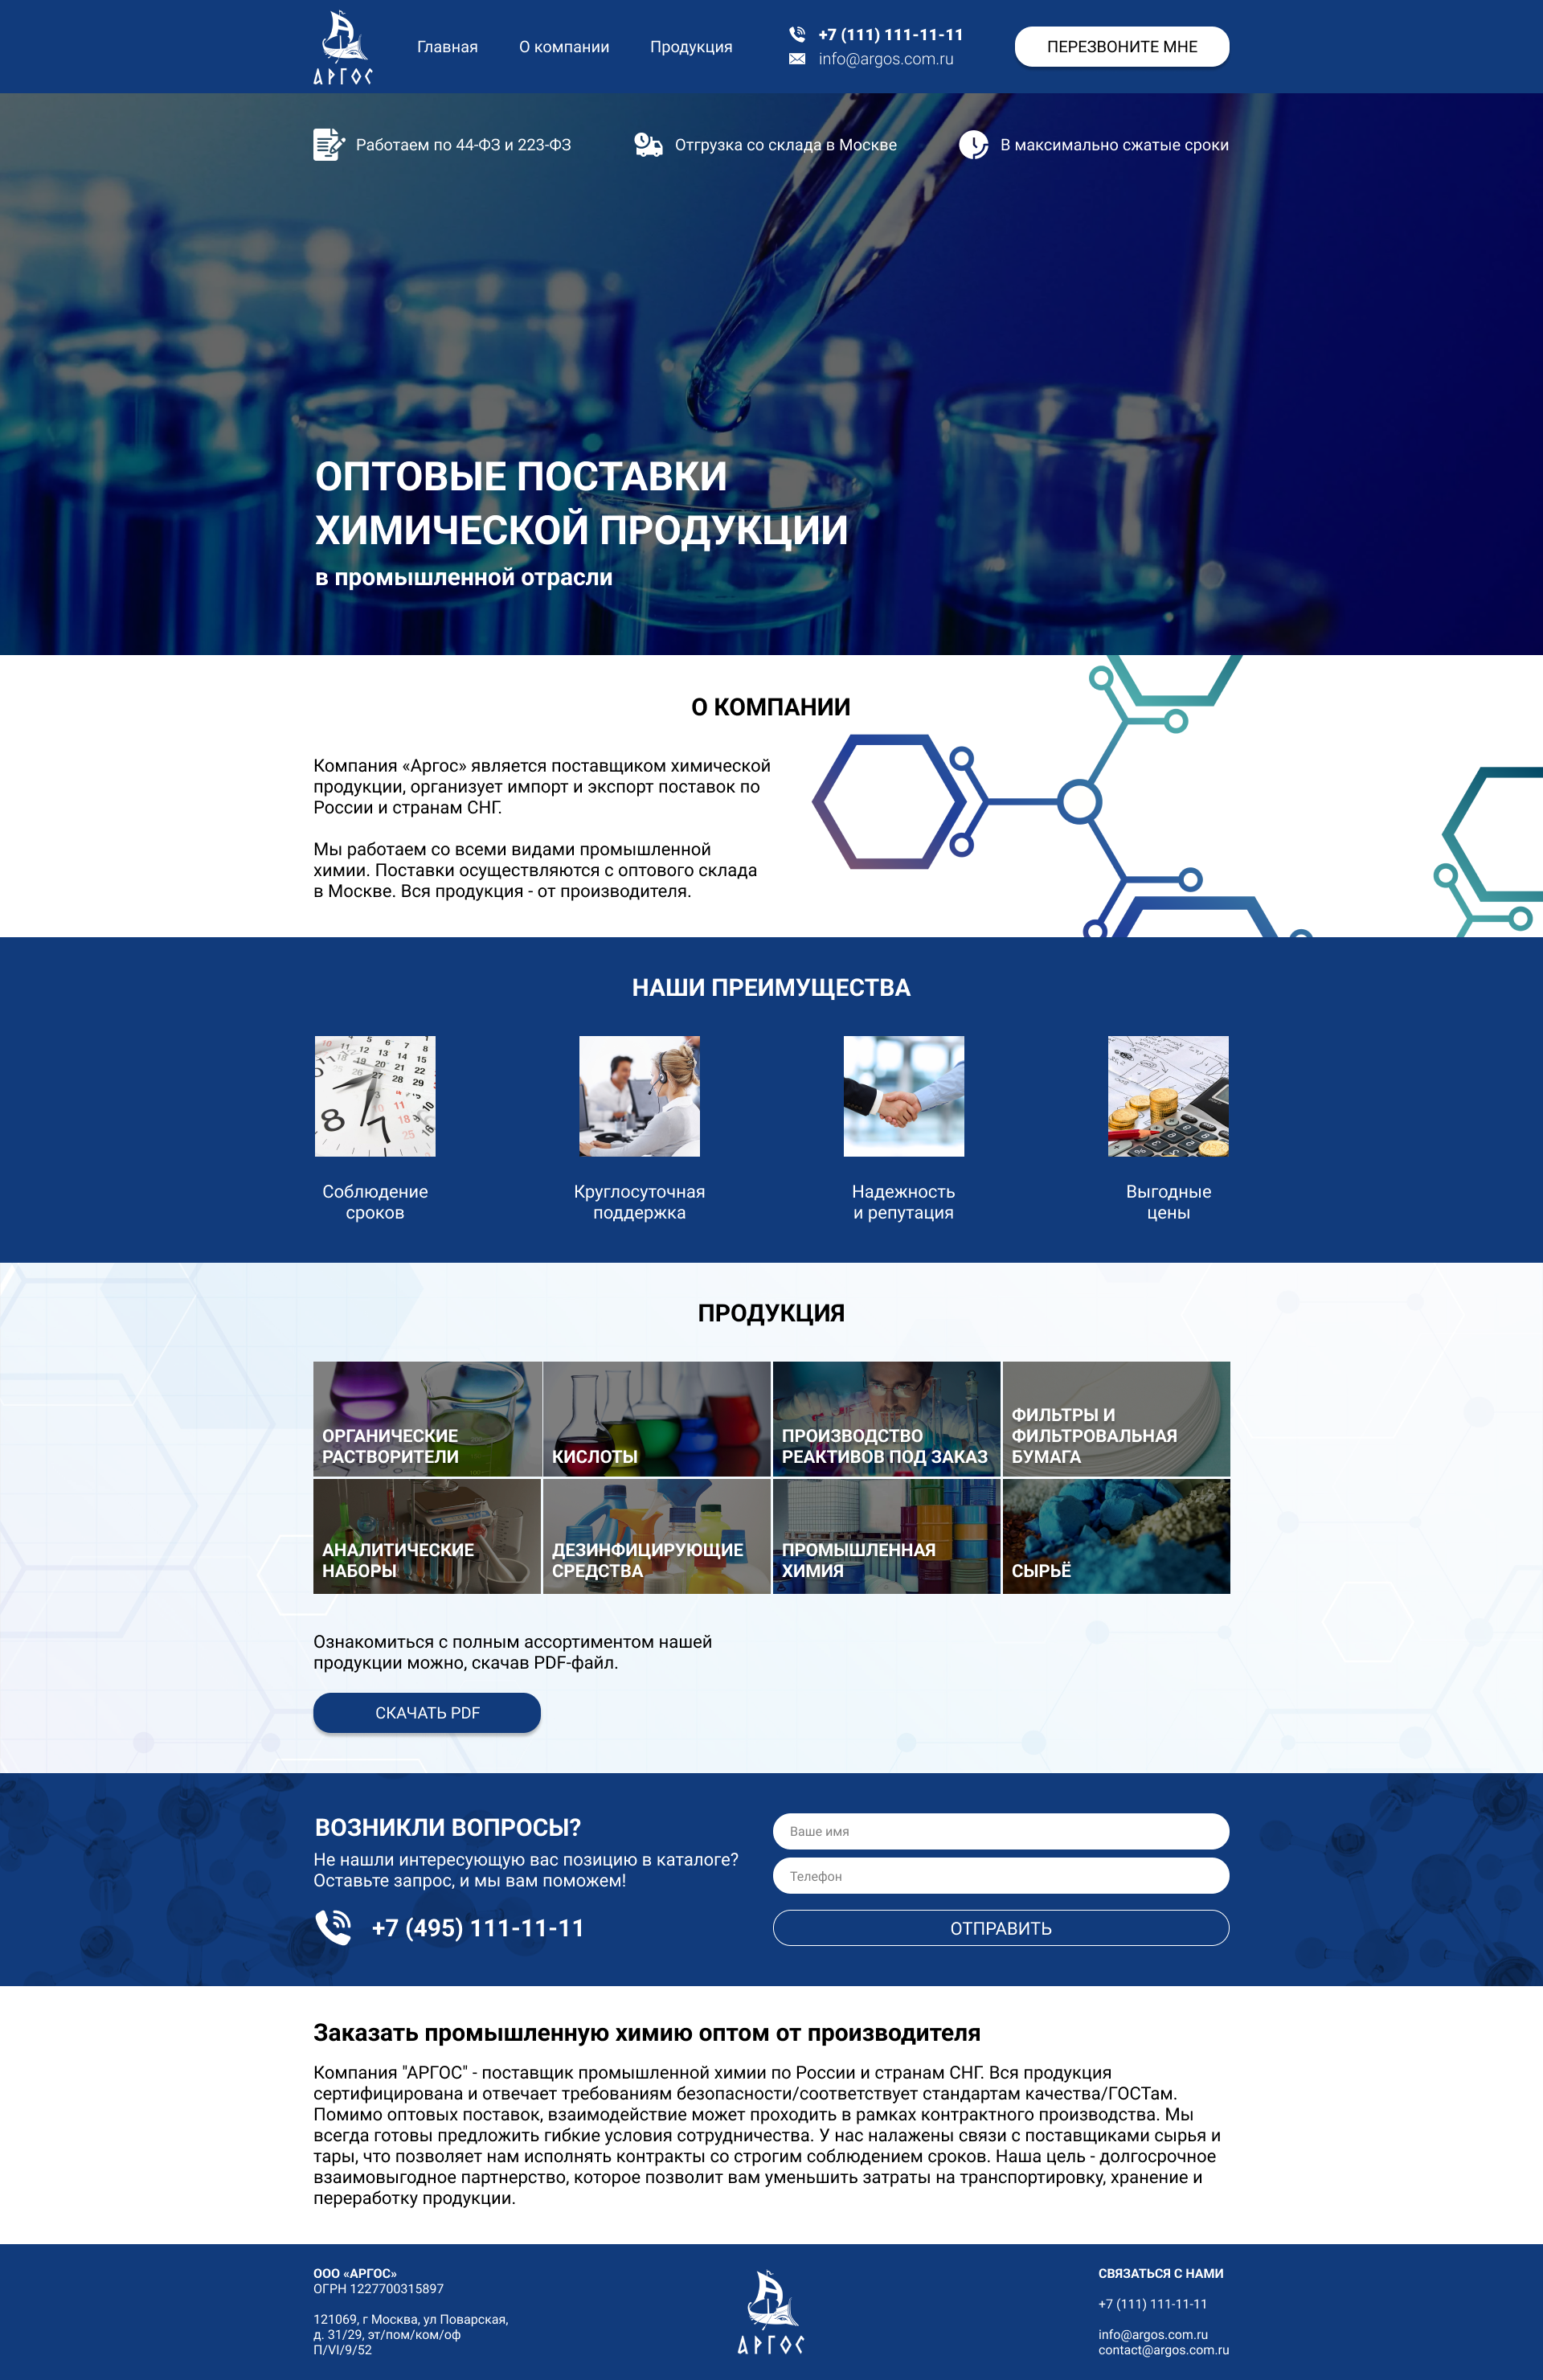 АРГОС
Главная
О компании
Продукция
+7 (111) 111-11-11
info@argos.com.ru
ПЕРЕЗВОНИТЕ МНЕ
Работаем по 44-ФЗ и 223-ФЗ
Отгрузка со склада в Москве
В максимально сжатые сроки
ОПТОВЫЕ ПОСТАВКИ
ХИМИЧЕСКОЙ ПРОДУКЦИИ
в промышленной отрасли
О КОМПАНИИ
Компания «Аргос» является поставщиком химической
продукции, организует импорт и экспорт поставок по
России и странам СНГ.
Мы работаем со всеми видами промышленной
химии. Поставки осуществляются с оптового склада
в Москве. Вся продукция - от производителя.
НАШИ ПРЕИМУЩЕСТВА
Соблюдение
сроков
Круглосуточная
поддержка
Надежность
и репутация
Выгодные
цены
ПРОДУКЦИЯ
ОРГАНИЧЕСКИЕ
РАСТВОРИТЕЛИ
КИСЛОТЫ
ПРОИЗВОДСТВО
РЕАКТИВОВ ПОД ЗАКАЗ
ФИЛЬТРЫ И
ФИЛЬТРОВАЛЬНАЯ
БУМАГА
АНАЛИТИЧЕСКИЕ
НАБОРЫ
ДЕЗИНФИЦИРУЮЩИЕ
СРЕДСТВА
ПРОМЫШЛЕННАЯ
ХИМИЯ
СЫРЬЁ
Ознакомиться с полным ассортиментом нашей
продукции можно, скачав PDF-файл.
СКАЧАТЬ PDF
ВОЗНИКЛИ ВОПРОСЫ?
Не нашли интересующую вас позицию в каталоге?
Оставьте запрос, и мы вам поможем!
+7 (495) 111-11-11
Ваше имя
Телефон
ОТПРАВИТЬ
Заказать промышленную химию оптом от производителя
Компания "АРГОС" - поставщик промышленной химии по России и странам СНГ. Вся продукция
сертифицирована и отвечает требованиям безопасности/соответствует стандартам качества/ГОСТам.
Помимо оптовых поставок, взаимодействие может проходить в рамках контрактного производства. Мы
всегда готовы предложить гибкие условия сотрудничества. У нас налажены связи с поставщиками сырья и
тары, что позволяет нам исполнять контракты со строгим соблюдением сроков. Наша цель - долгосрочное
взаимовыгодное партнерство, которое позволит вам уменьшить затраты на транспортировку, хранение и
переработку продукции.
ООО «АРГОС»
ОГРН 1227700315897
121069, г Москва, ул Поварская,
д. 31/29, эт/пом/ком/оф
П/VI/9/52
АРГОС
СВЯЗАТЬСЯ С НАМИ
+7 (111) 111-11-11
info@argos.com.ru
contact@argos.com.ru